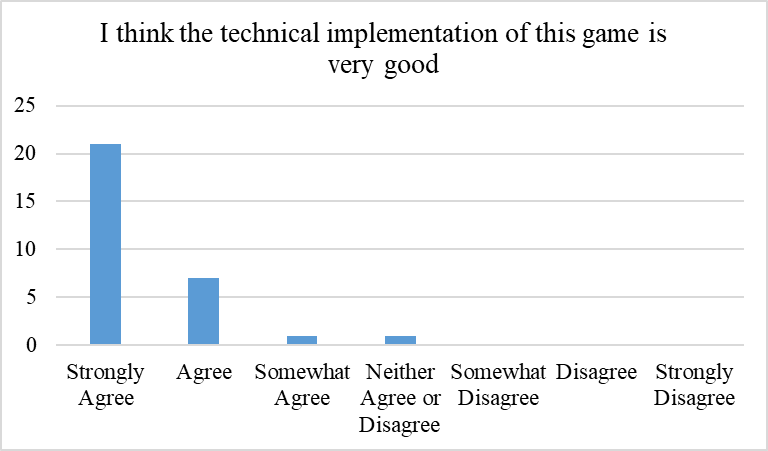 I think the technical implementation of this game is
very good
25
20
15
10
5
0
Strongly Agree
Agree
Somewhat Agree
Neither Agree or Disagree
Somewhat Disagree
Disagree
Strongly Disagree